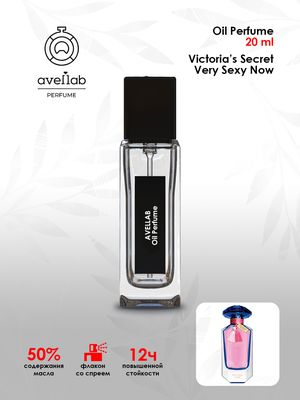 avellab
PERFUME
Oil Perfume
20 ml
Victoria's Secret
Very Sexy Now
AVELLAB
Oil Perfume
50%
содержания
масла
флакон
со спреем
12ч
повышенной
стойкости